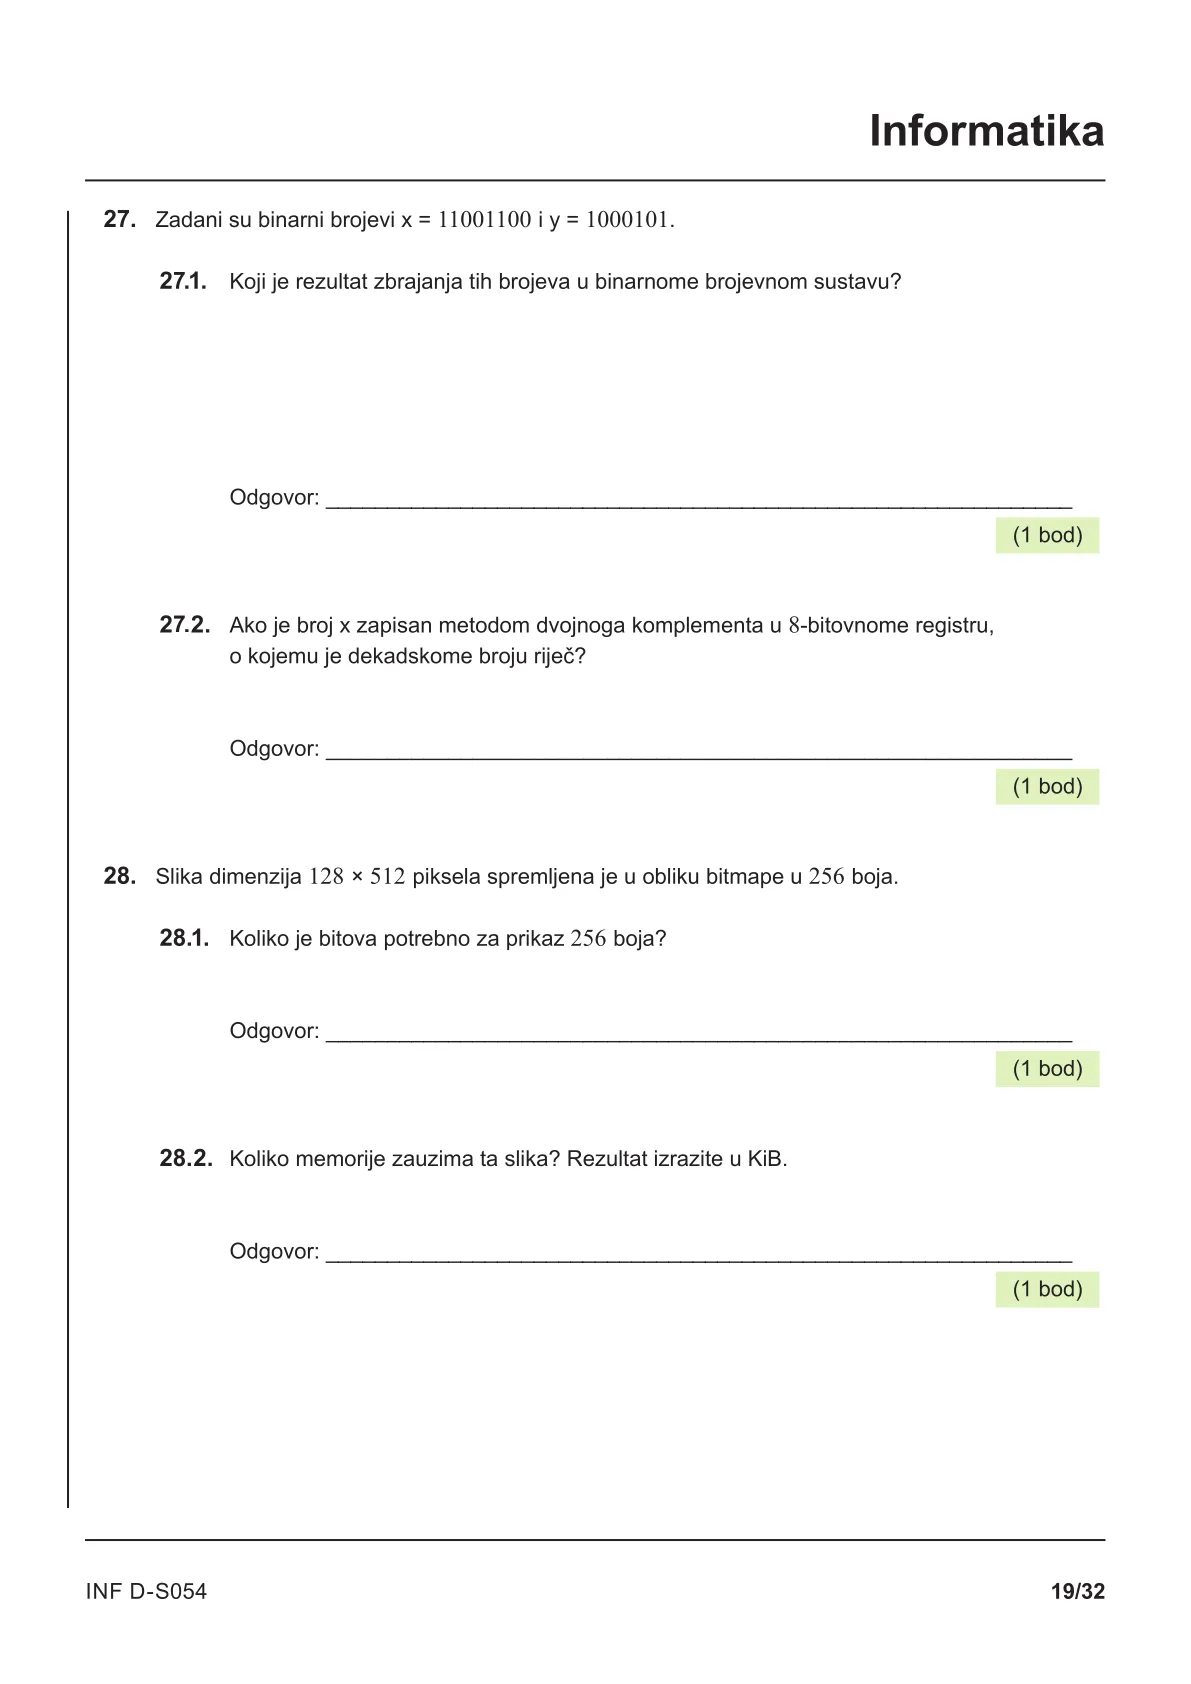 Informatika
27. Zadani su binarni brojevi x = 11001100 i y = 1000101.
27.1. Koji je rezultat zbrajanja tih brojeva u binarnome brojevnom sustavu?
Odgovor: ______________________________________________________________
(1 bod)
27.2. Ako je broj x zapisan metodom dvojnoga komplementa u 8-bitovnome registru,
o kojemu je dekadskome broju riječ?
Odgovor: ______________________________________________________________
(1 bod)
28. Slika dimenzija 128 × 512 piksela spremljena je u obliku bitmape u 256 boja.
28.1. Koliko je bitova potrebno za prikaz 256 boja?
Odgovor: ______________________________________________________________
(1 bod)
28.2. Koliko memorije zauzima ta slika? Rezultat izrazite u KiB.
Odgovor: ______________________________________________________________
(1 bod)
INF D-S054
19/32